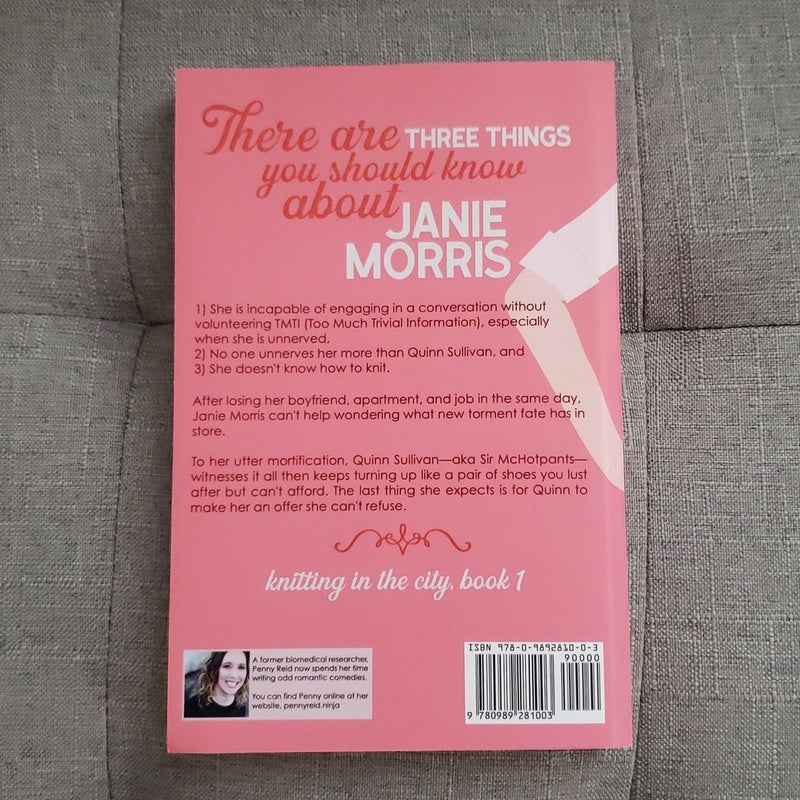 There are THREE THINGS
you should know
about JANIE
MORRIS
1) She is incapable of engaging in a conversation without
volunteering TMTI (Too Much Trivial Information), especially
when she is unnerved,
2) No one unnerves her more than Quinn Sullivan, and
3) She doesn't know how to knit.
After losing her boyfriend, apartment, and job in the same day,
Janie Morris can't help wondering what new torment fate has in
store.
To her utter mortification, Quinn Sullivan—aka Sir McHotpants—
witnesses it all then keeps turning up like a pair of shoes you lust
after but can't afford. The last thing she expects is for Quinn to
make her an offer she can't refuse.
knitting in the city, book 1
A former biomedical researcher,
Penny Reid now spends her time
writing odd romantic comedies.
You can find Penny online at her
website, pennyreid.ninja
ISBN 978-0-9892810-0-3
90000
9 780989 281003